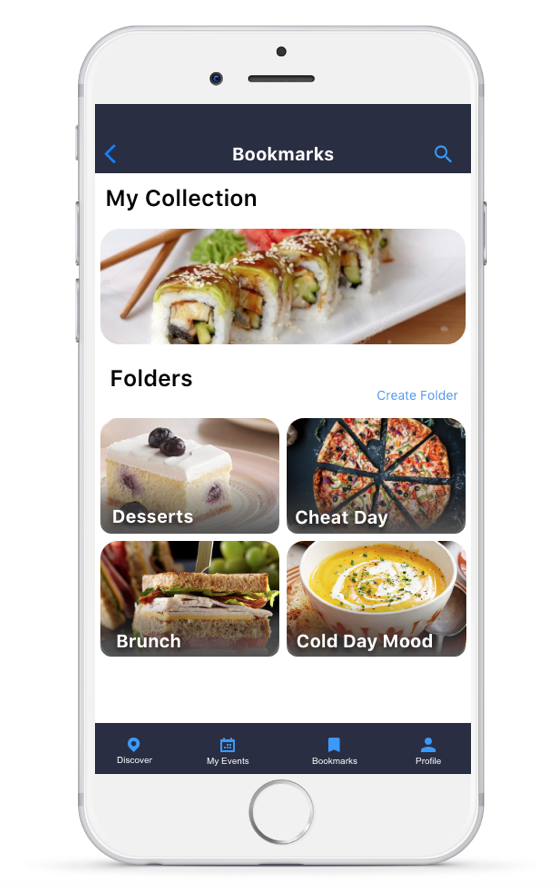 Bookmarks
My Collection
Folders
Create Folder
Desserts
Cheat Day
Brunch
Cold Day Mood
Discover
My Events
Bookmarks
Profile